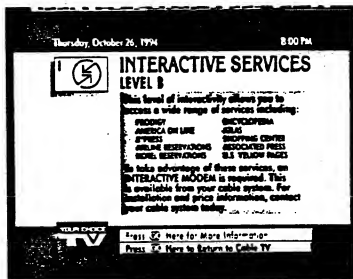 Thursday, October 26, 1994 8:00 PM
INTERACTIVE SERVICES
LEVEL B
This level of interactivity allows you to
access a wide range of services including:
PRODIGY ENCYCLOPEDIA
AMERICA ON LINE ATLAS
X*PRESS SHOPPING CENTER
AIRLINE RESERVATIONS ASSOCIATED PRESS
HOTEL RESERVATIONS U.S. YELLOW PAGES
To take advantage of these services, an
INTERACTIVE MODEM is required. This
is available from your cable system. For
installation and price information, contact
your cable system today.
YOUR CHOICE
TV
Press Here for More Information
Press Here to Return to Cable TV